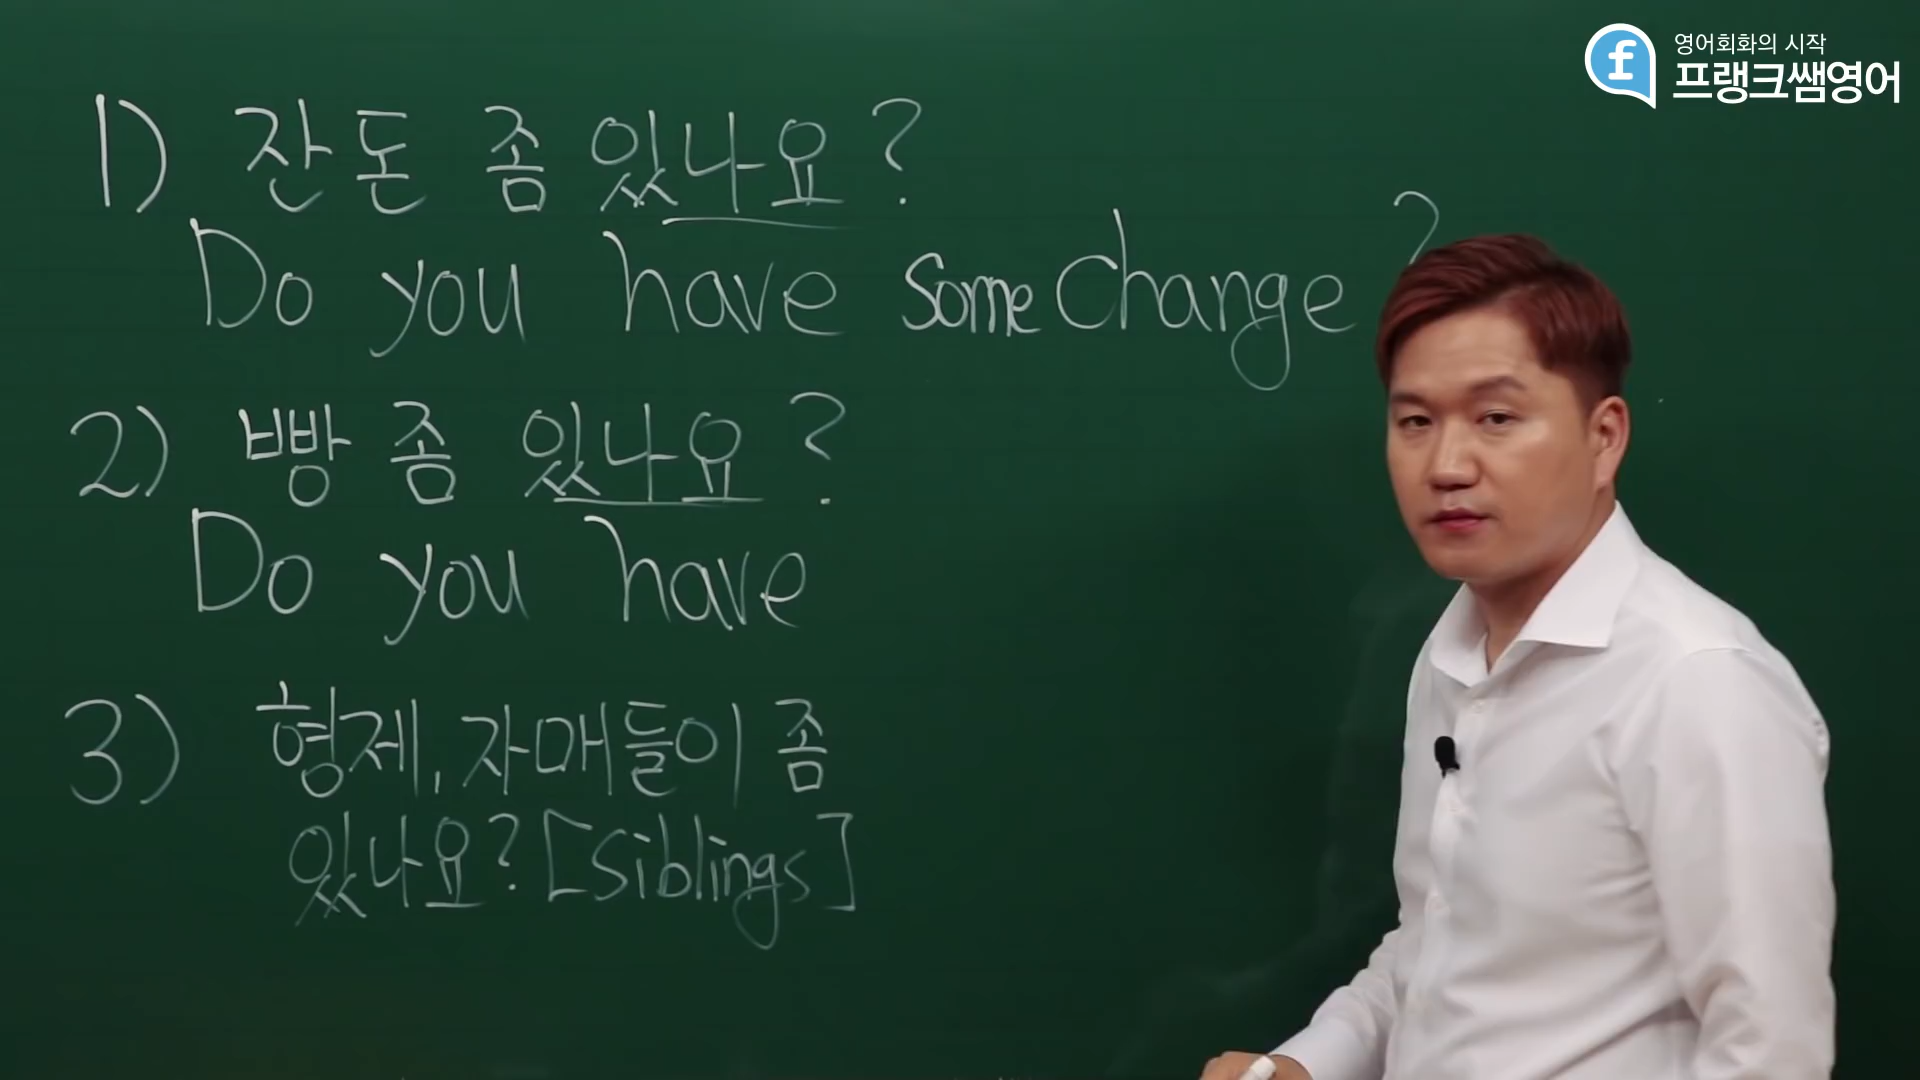 영어회화의 시작
프랭크쌤영어
1) 잔돈 좀 있나요?
Do you have some change ?
2) 빵 좀 있나요?
Do you have
3) 형제, 자매들이 좀
있나요? [siblings]